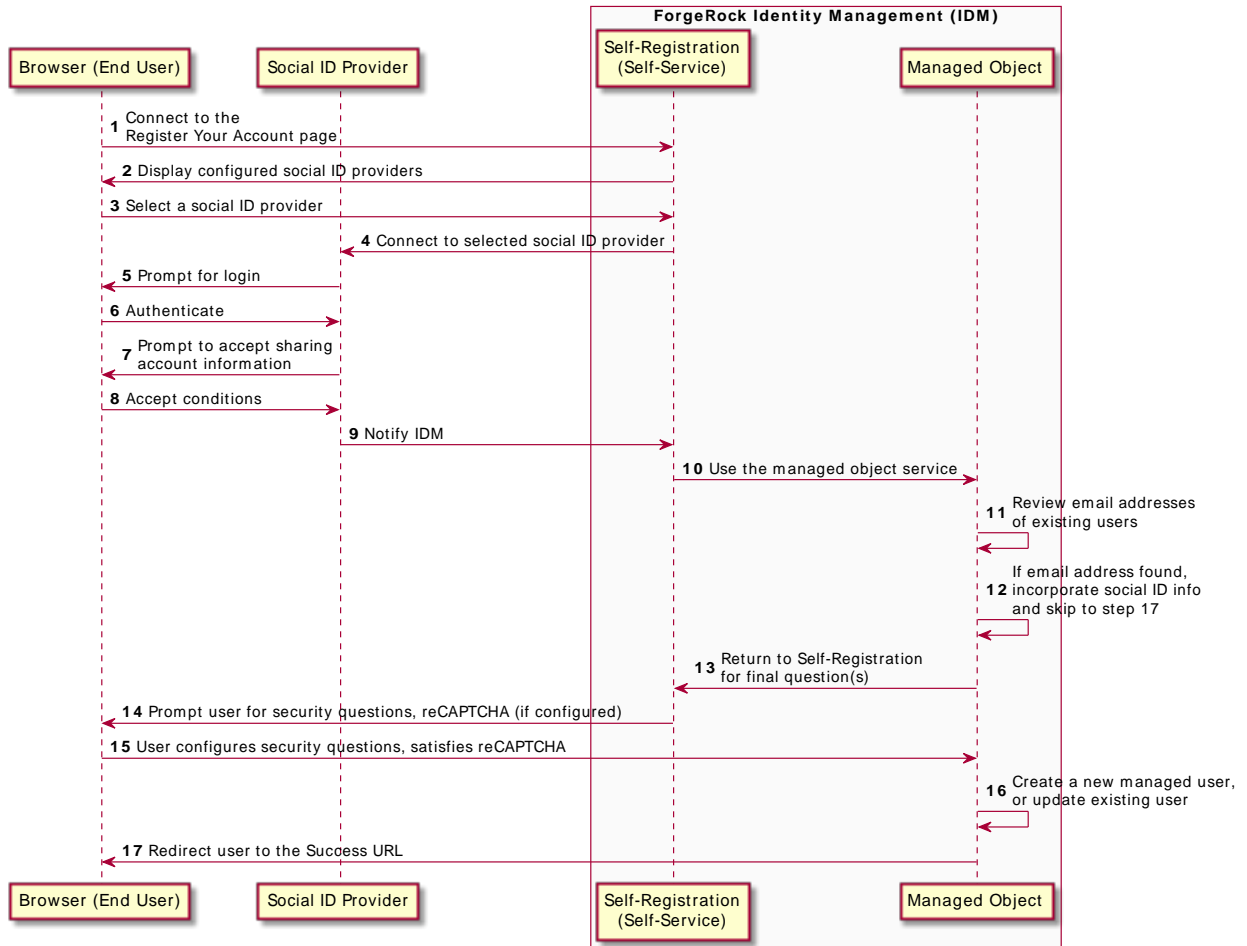 ForgeRock Identity Management (IDM)
Browser (End User)
Social ID Provider
Self-Registration
(Self-Service)
Managed Object
1 Connect to the
Register Your Account page
2 Display configured social ID providers
3 Select a social ID provider
4 Connect to selected social ID provider
5 Prompt for login
6 Authenticate
7 Prompt to accept sharing
account information
8 Accept conditions
9 Notify IDM
10 Use the managed object service
11 Review email addresses
of existing users
12 If email address found,
incorporate social ID info
and skip to step 17
13 Return to Self-Registration
for final question(s)
14 Prompt user for security questions, reCAPTCHA (if configured)
15 User configures security questions, satisfies reCAPTCHA
16 Create a new managed user,
or update existing user
17 Redirect user to the Success URL
Browser (End User)
Social ID Provider
Self-Registration
(Self-Service)
Managed Object